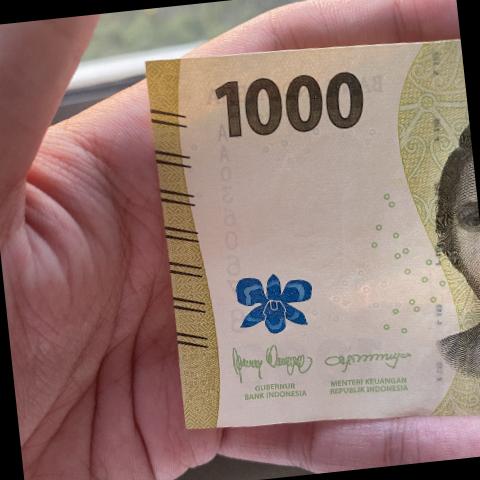 1000
GUBERNUR
BANK INDONESIA
MENTERI KEUANGAN
REPUBLIK INDONESIA